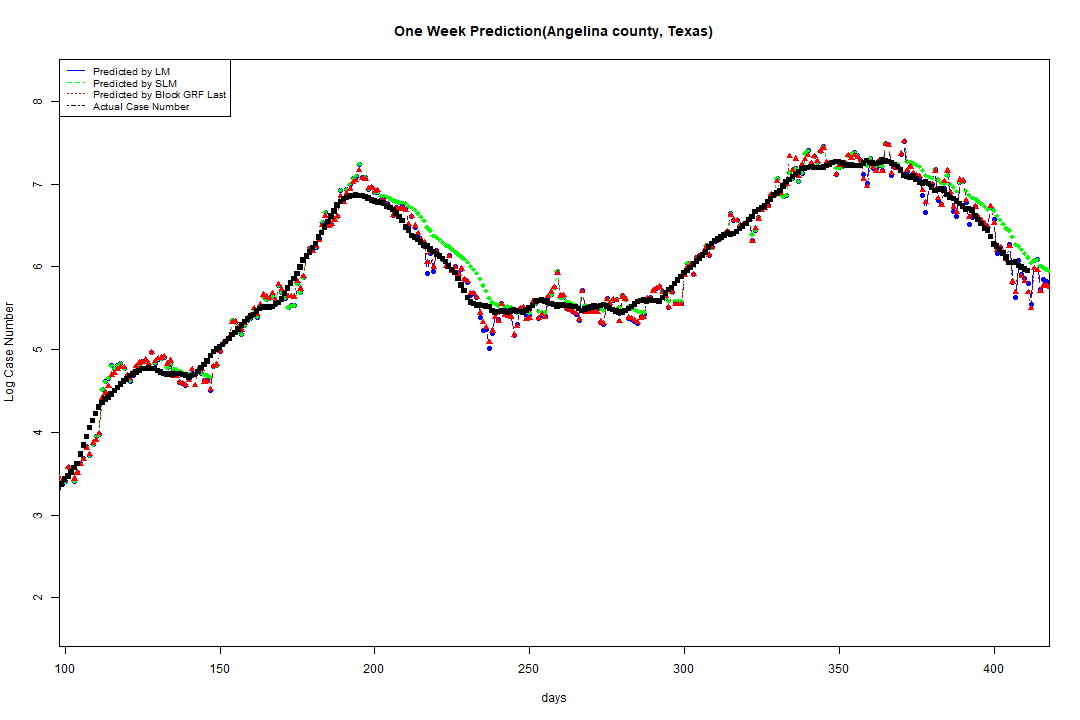 One Week Prediction(Angelina county, Texas)
Predicted by LM
Predicted by SLM
Predicted by Block GRF Last
Actual Case Number
8
7
6
5
4
3
2
Log Case Number
100 150 200 250 300 350 400
days